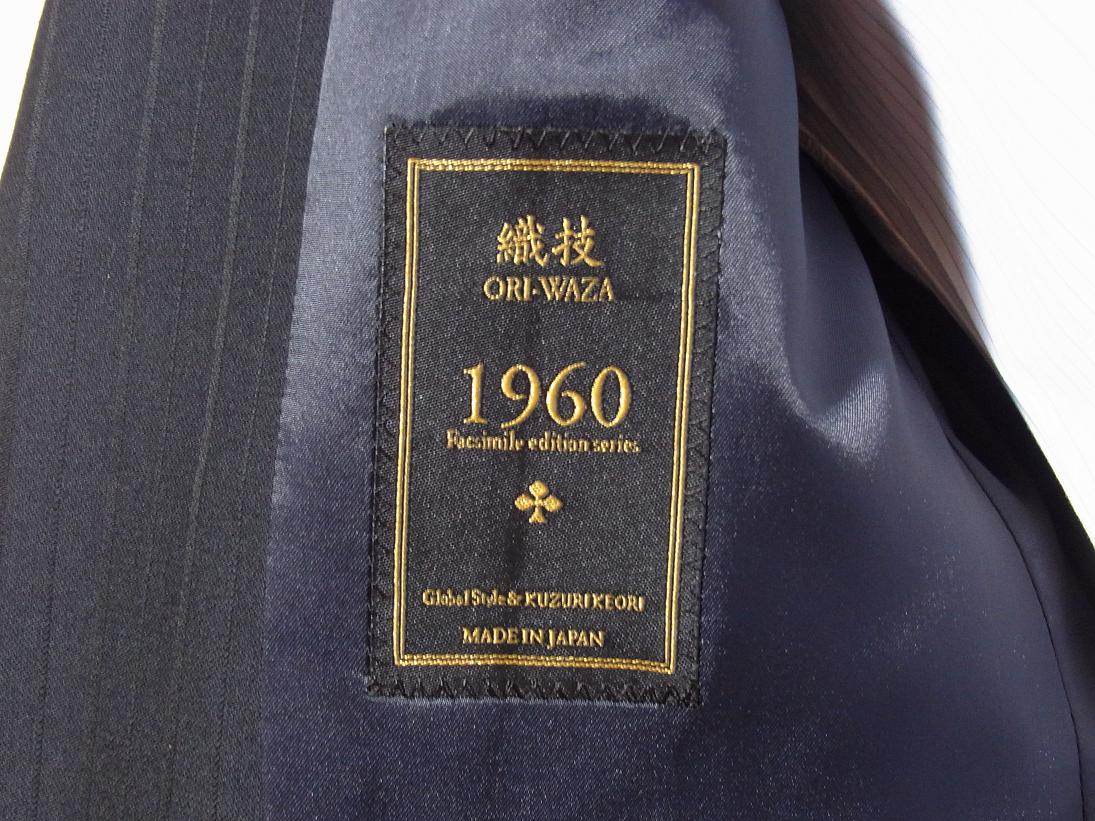 織技
ORI-WAZA
1960
Facsimile edition series
Global Style & KUZURI KEORI
MADE IN JAPAN